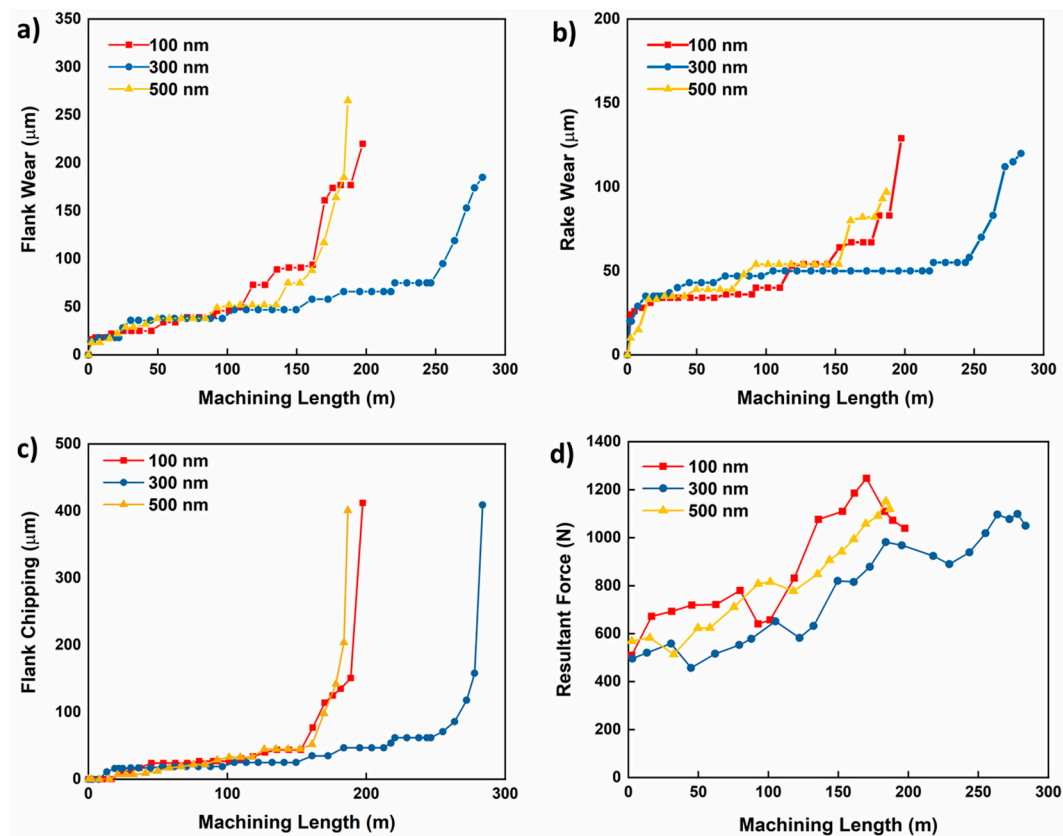 a)
350
300
250
200
150
100
50
0
Flank Wear (μm)
100 nm
300 nm
500 nm
0 50 100 150 200 250 300
Machining Length (m)
b)
200
150
100
50
0
Rake Wear (μm)
100 nm
300 nm
500 nm
0 50 100 150 200 250 300
Machining Length (m)
c)
500
400
300
200
100
0
Flank Chipping (μm)
100 nm
300 nm
500 nm
0 50 100 150 200 250 300
Machining Length (m)
d)
1400
1200
1000
800
600
400
200
0
Resultant Force (N)
100 nm
300 nm
500 nm
0 50 100 150 200 250 300
Machining Length (m)